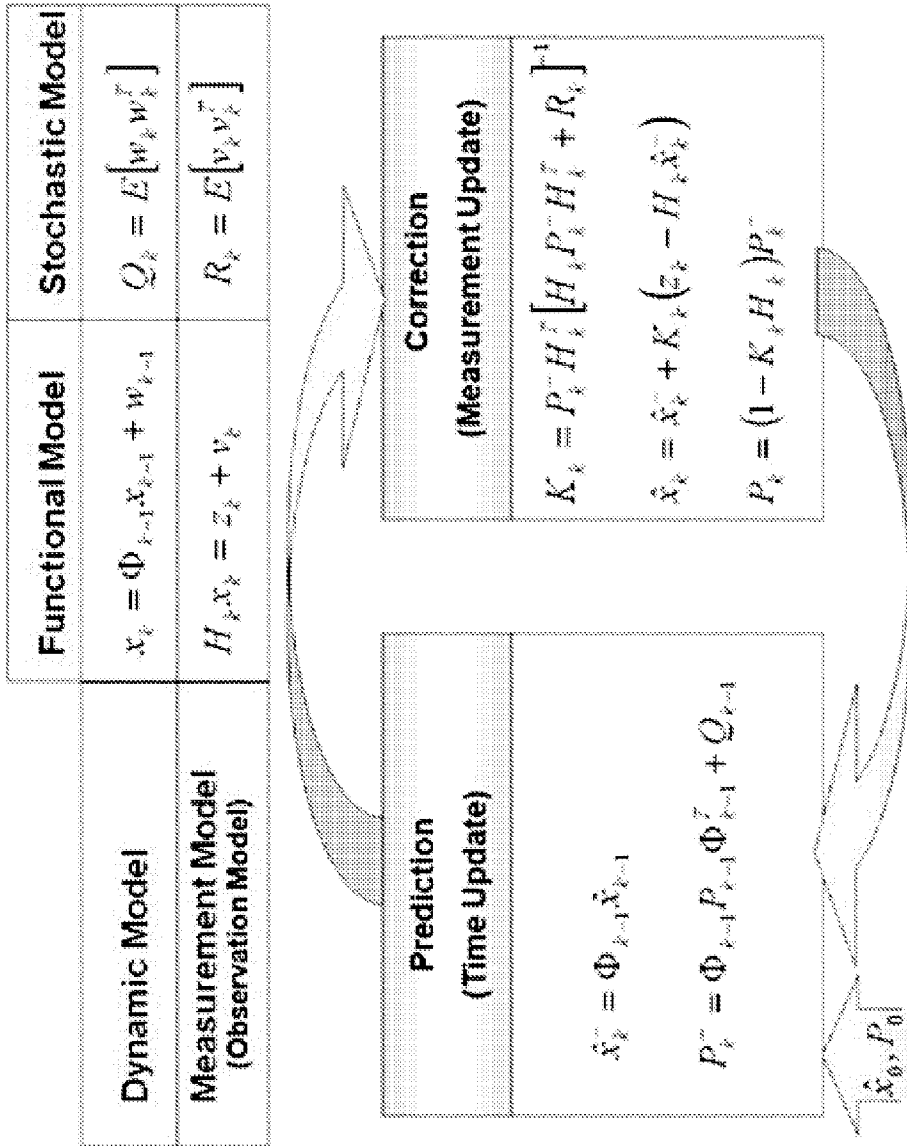 Functional Model Stochastic Model
Dynamic Model x_k = Φ_{k-1} x_{k-1} + w_{k-1} Q_k = E[w_k w_k^T]
Measurement Model
(Observation Model) H_k x_k = z_k + v_k R_k = E[v_k v_k^T]
Prediction
(Time Update)
x̂_k^- = Φ_{k-1} x̂_{k-1}
P_k^- = Φ_{k-1} P_{k-1} Φ_{k-1}^T + Q_{k-1}
x̂_0, P_0
Correction
(Measurement Update)
K_k = P_k^- H_k^T [H_k P_k^- H_k^T + R_k]^{-1}
x̂_k = x̂_k^- + K_k (z_k - H_k x̂_k^-)
P_k = (1 - K_k H_k) P_k^-